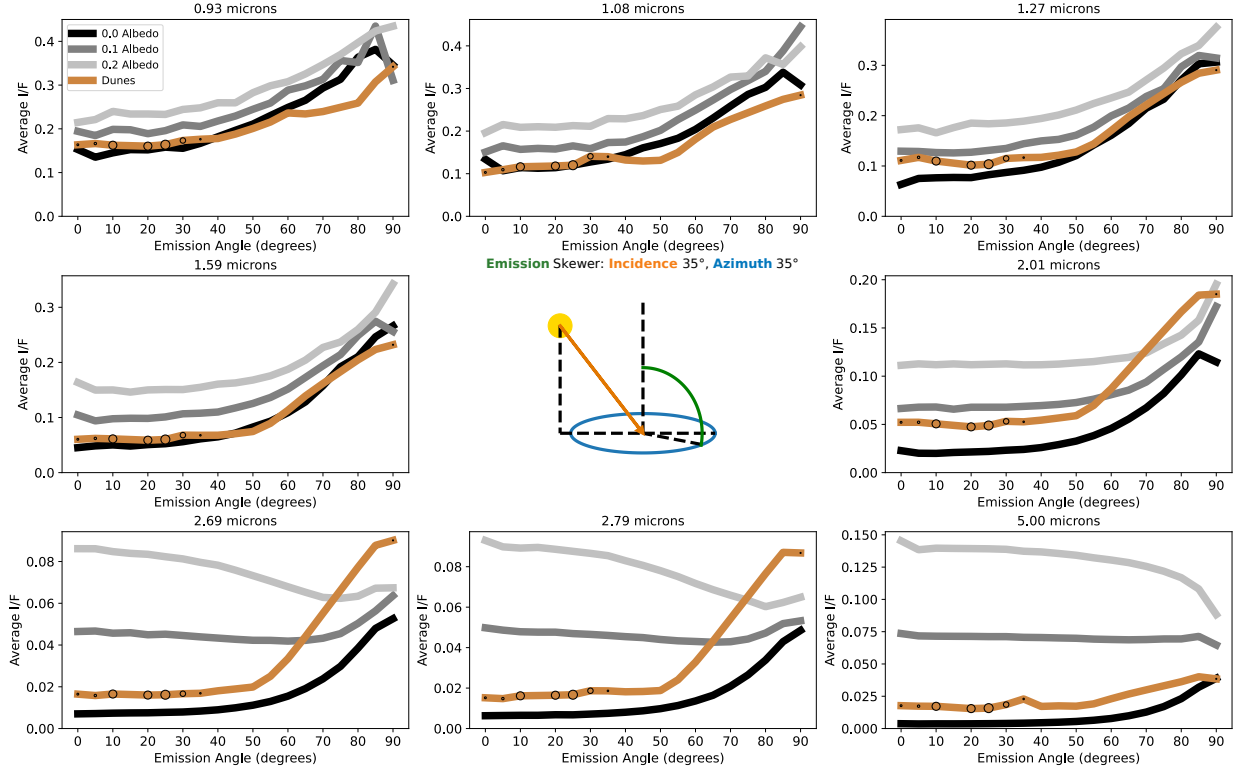 0.93 microns
0.0 Albedo
0.1 Albedo
0.2 Albedo
Dunes
Average I/F
0.4
0.3
0.2
0.1
0.0
0 10 20 30 40 50 60 70 80 90
Emission Angle (degrees)
1.08 microns
Average I/F
0.4
0.3
0.2
0.1
0.0
0 10 20 30 40 50 60 70 80 90
Emission Angle (degrees)
1.27 microns
Average I/F
0.3
0.2
0.1
0.0
0 10 20 30 40 50 60 70 80 90
Emission Angle (degrees)
1.59 microns
Average I/F
0.3
0.2
0.1
0.0
0 10 20 30 40 50 60 70 80 90
Emission Angle (degrees)
Emission Skewer: Incidence 35°, Azimuth 35°
2.01 microns
Average I/F
0.20
0.15
0.10
0.05
0.00
0 10 20 30 40 50 60 70 80 90
Emission Angle (degrees)
2.69 microns
Average I/F
0.08
0.06
0.04
0.02
0.00
0 10 20 30 40 50 60 70 80 90
Emission Angle (degrees)
2.79 microns
Average I/F
0.08
0.06
0.04
0.02
0.00
0 10 20 30 40 50 60 70 80 90
Emission Angle (degrees)
5.00 microns
Average I/F
0.150
0.125
0.100
0.075
0.050
0.025
0.000
0 10 20 30 40 50 60 70 80 90
Emission Angle (degrees)